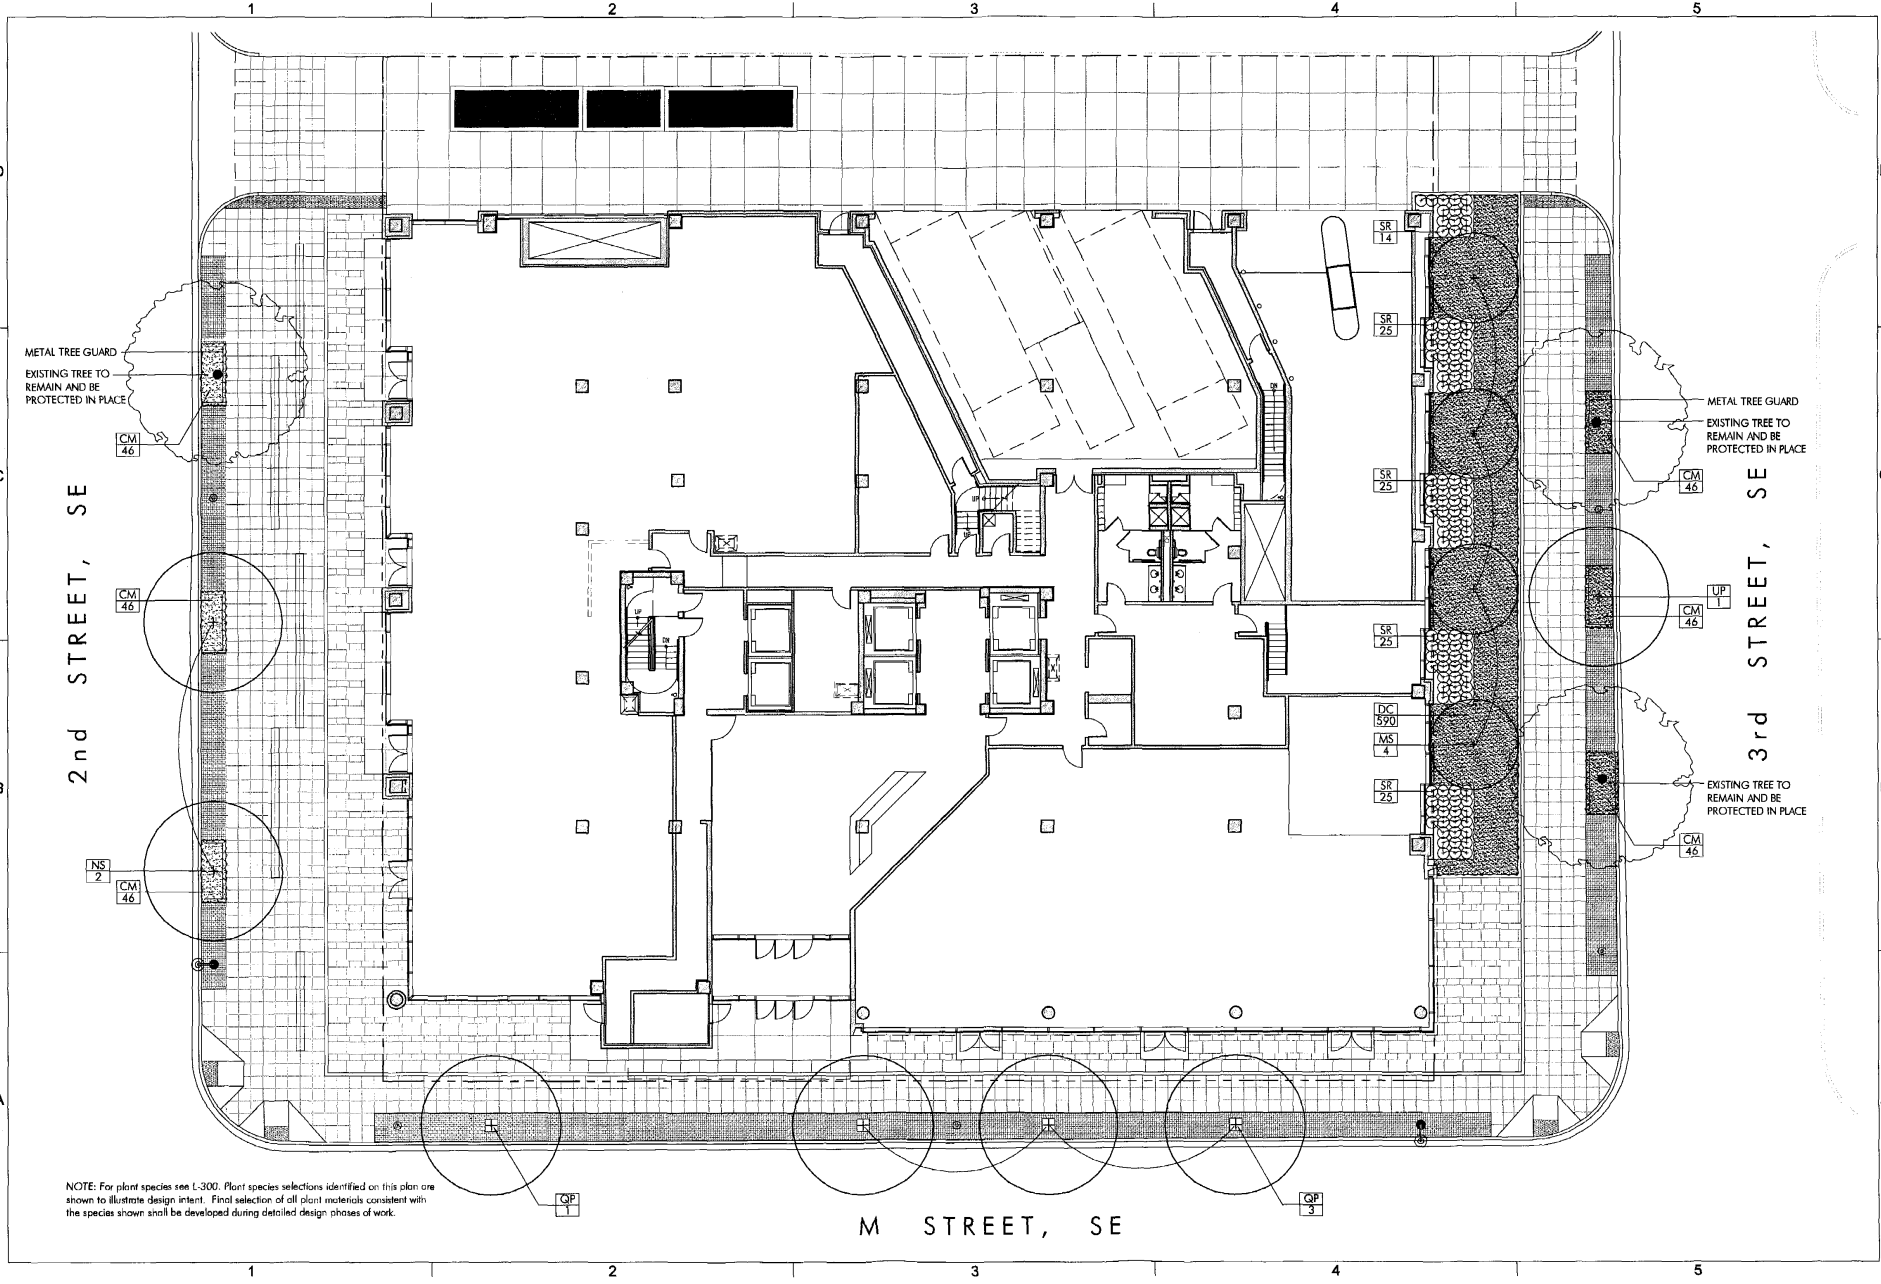 1 2 3 4 5
D
SR
14
SR
25
METAL TREE GUARD
EXISTING TREE TO
REMAIN AND BE
PROTECTED IN PLACE
CM
46
DN
METAL TREE GUARD
EXISTING TREE TO
REMAIN AND BE
PROTECTED IN PLACE
CM
46
C
SR
25
UP
UP
2nd STREET, SE
3rd STREET, SE
CM
46
UP
DN
UP
1
CM
46
SR
25
DC
590
MS
4
SR
25
B
EXISTING TREE TO
REMAIN AND BE
PROTECTED IN PLACE
CM
46
NS
2
CM
46
A
NOTE: For plant species see L-300. Plant species selections identified on this plan are
shown to illustrate design intent. Final selection of all plant materials consistent with
the species shown shall be developed during detailed design phases of work.
QP
1
QP
3
M STREET, SE
1 2 3 4 5